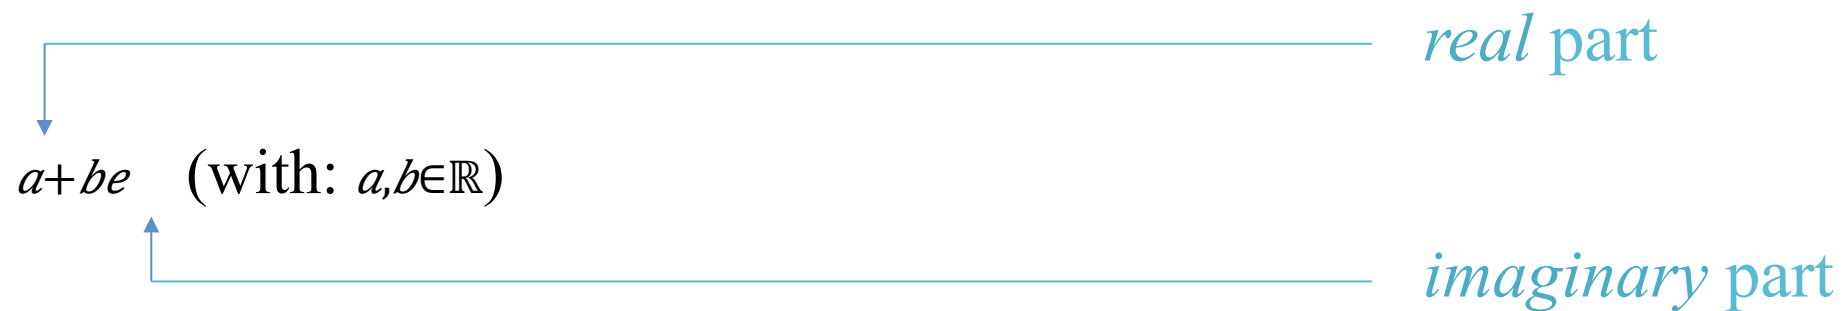 real part
a+be (with: a,b∈ℝ)
imaginary part